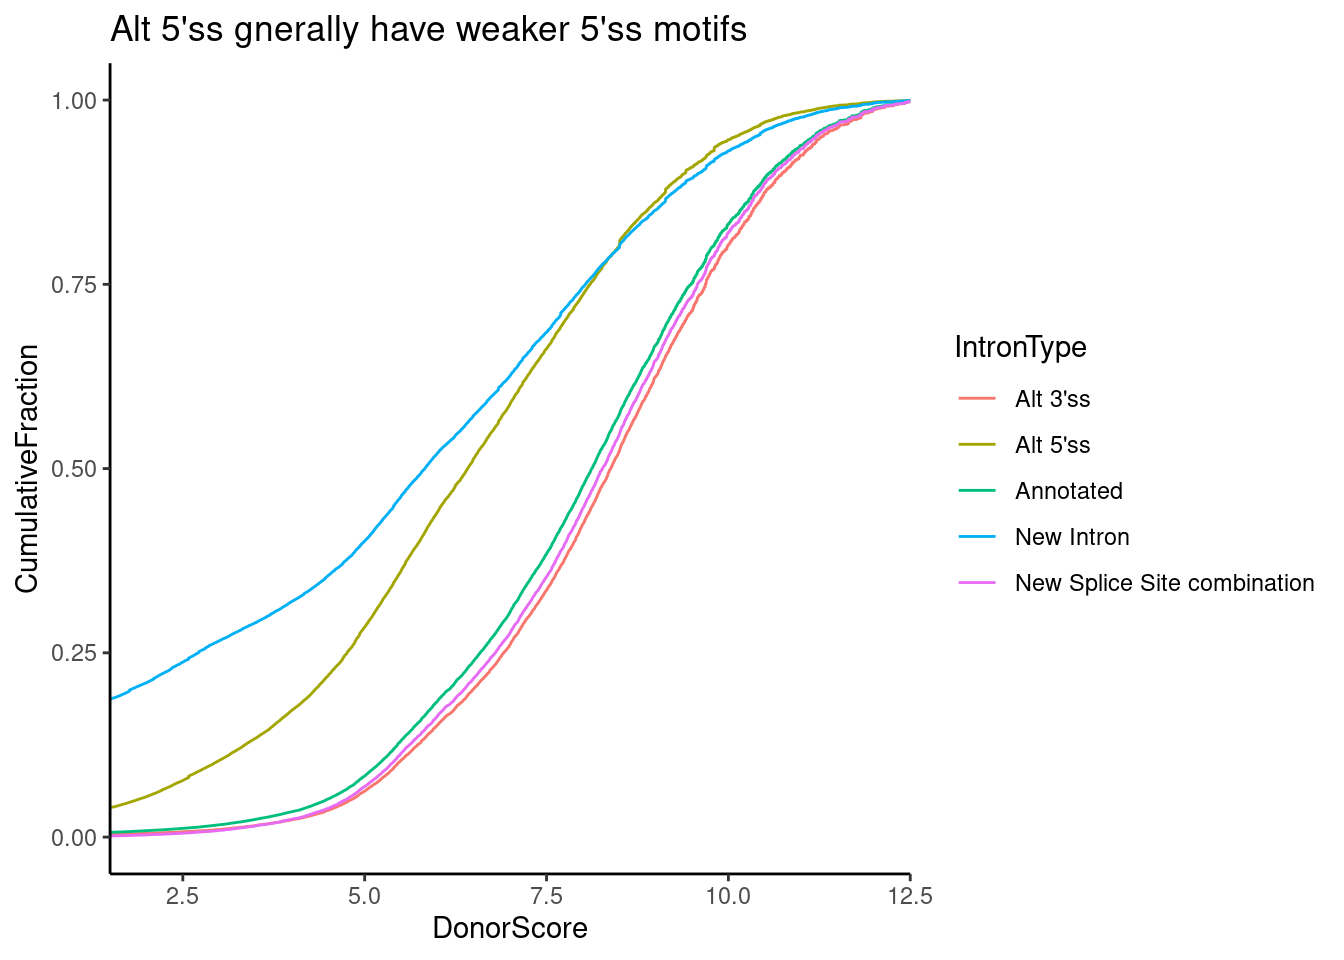 Alt 5'ss gnerally have weaker 5'ss motifs
CumulativeFraction
1.00
0.75
0.50
0.25
0.00
2.5 5.0 7.5 10.0 12.5
DonorScore
IntronType
Alt 3'ss
Alt 5'ss
Annotated
New Intron
New Splice Site combination